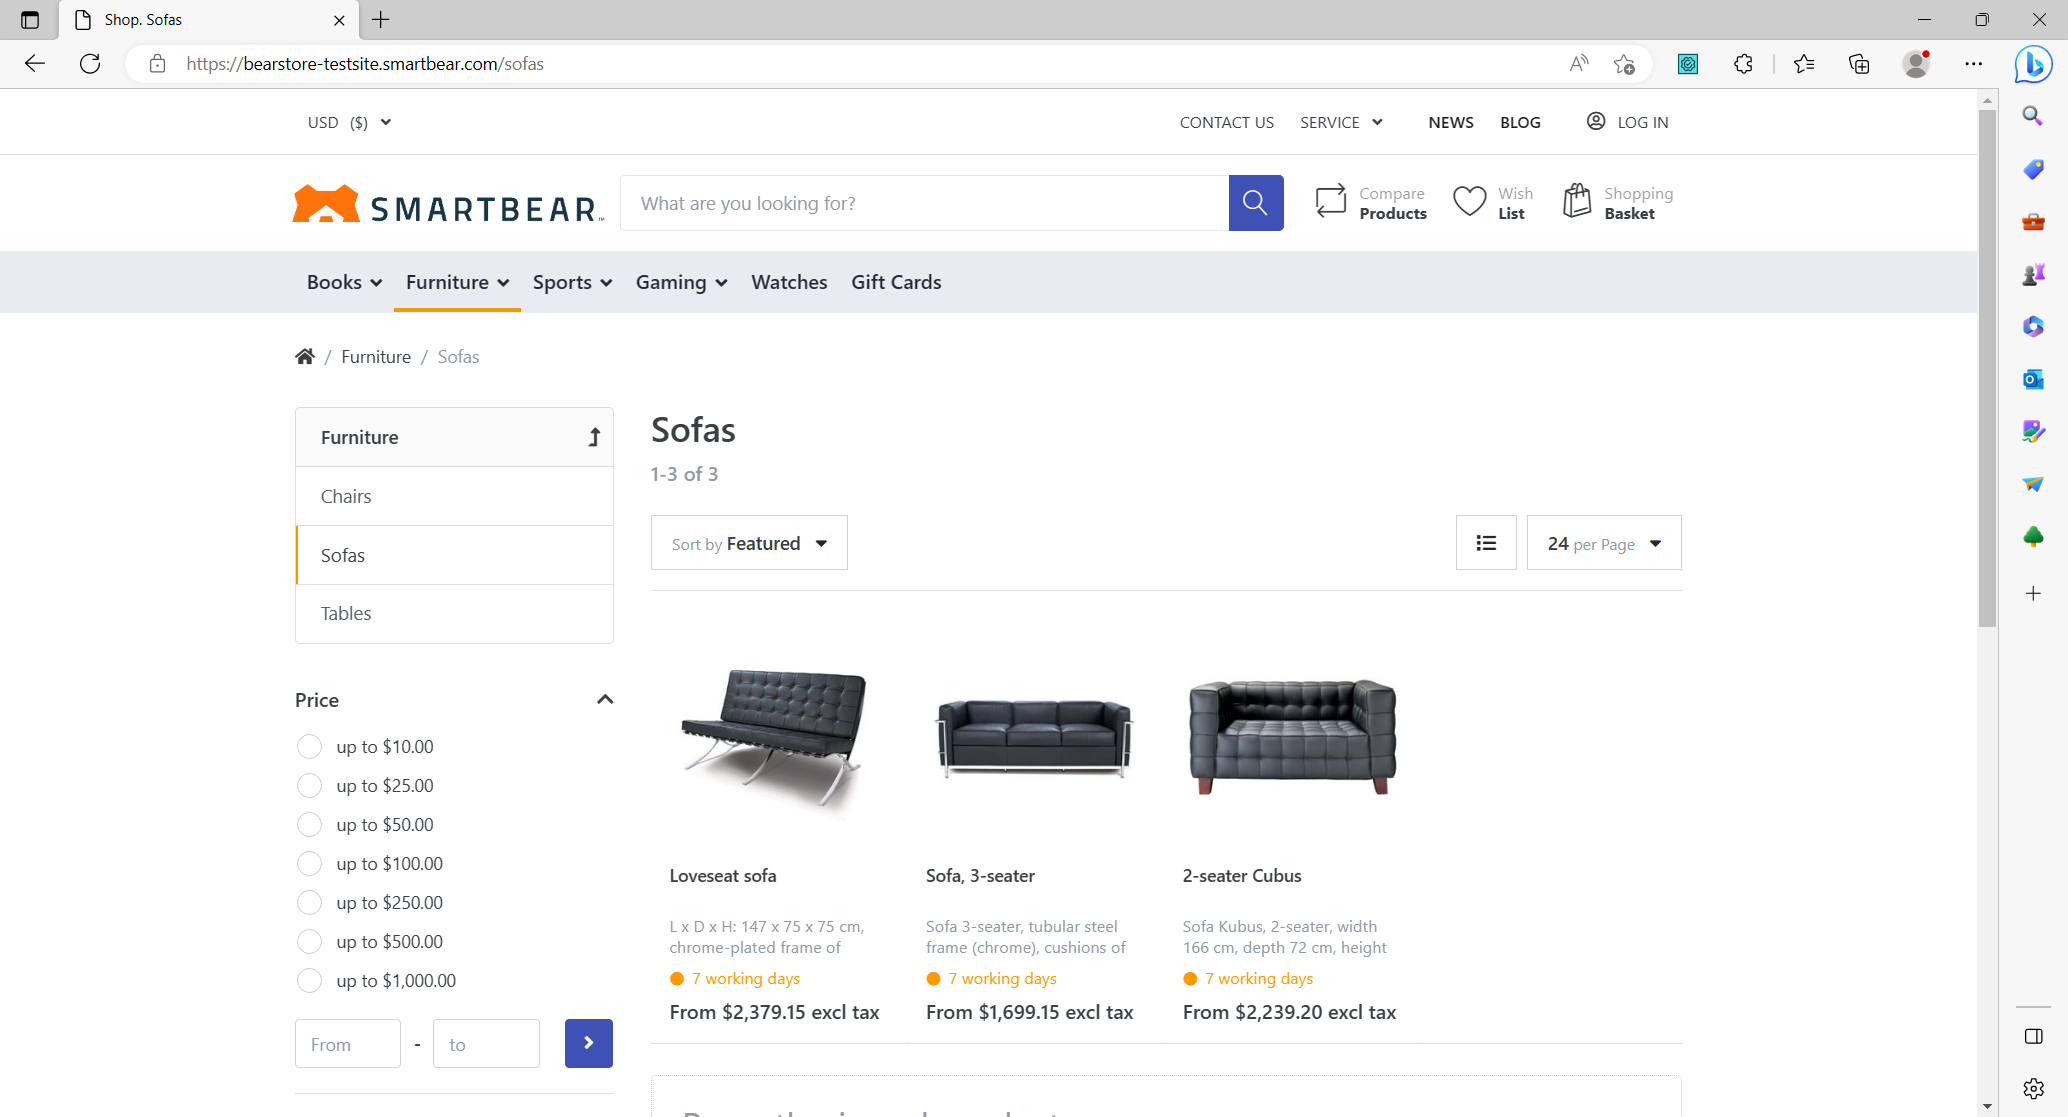 Shop. Sofas
https://bearstore-testsite.smartbear.com/sofas
USD ($)
CONTACT US
SERVICE
NEWS
BLOG
LOG IN
SMARTBEAR™
What are you looking for?
Compare
Products
Wish
List
Shopping
Basket
Books
Furniture
Sports
Gaming
Watches
Gift Cards
/ Furniture / Sofas
Furniture
Chairs
Sofas
Tables
Price
up to $10.00
up to $25.00
up to $50.00
up to $100.00
up to $250.00
up to $500.00
up to $1,000.00
From - to
Sofas
1-3 of 3
Sort by Featured
24 per Page
Loveseat sofa
L x D x H: 147 x 75 x 75 cm,
chrome-plated frame of
7 working days
From $2,379.15 excl tax
Sofa, 3-seater
Sofa 3-seater, tubular steel
frame (chrome), cushions of
7 working days
From $1,699.15 excl tax
2-seater Cubus
Sofa Kubus, 2-seater, width
166 cm, depth 72 cm, height
7 working days
From $2,239.20 excl tax